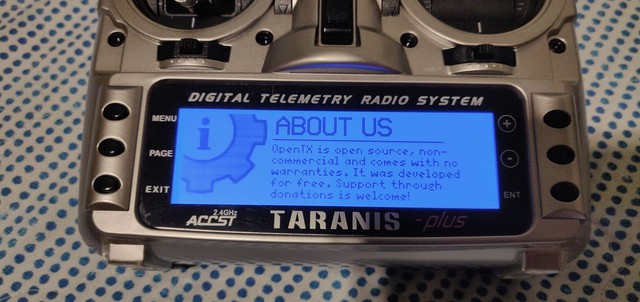 DIGITAL TELEMETRY RADIO SYSTEM
MENU
PAGE
EXIT
i
ABOUT US
OpenTX is open source, non-
commercial and comes with no
warranties. It was developed
for free. Support through
donations is welcome!
+
-
ENT
2.4GHz
ACCST
TARANIS -plus